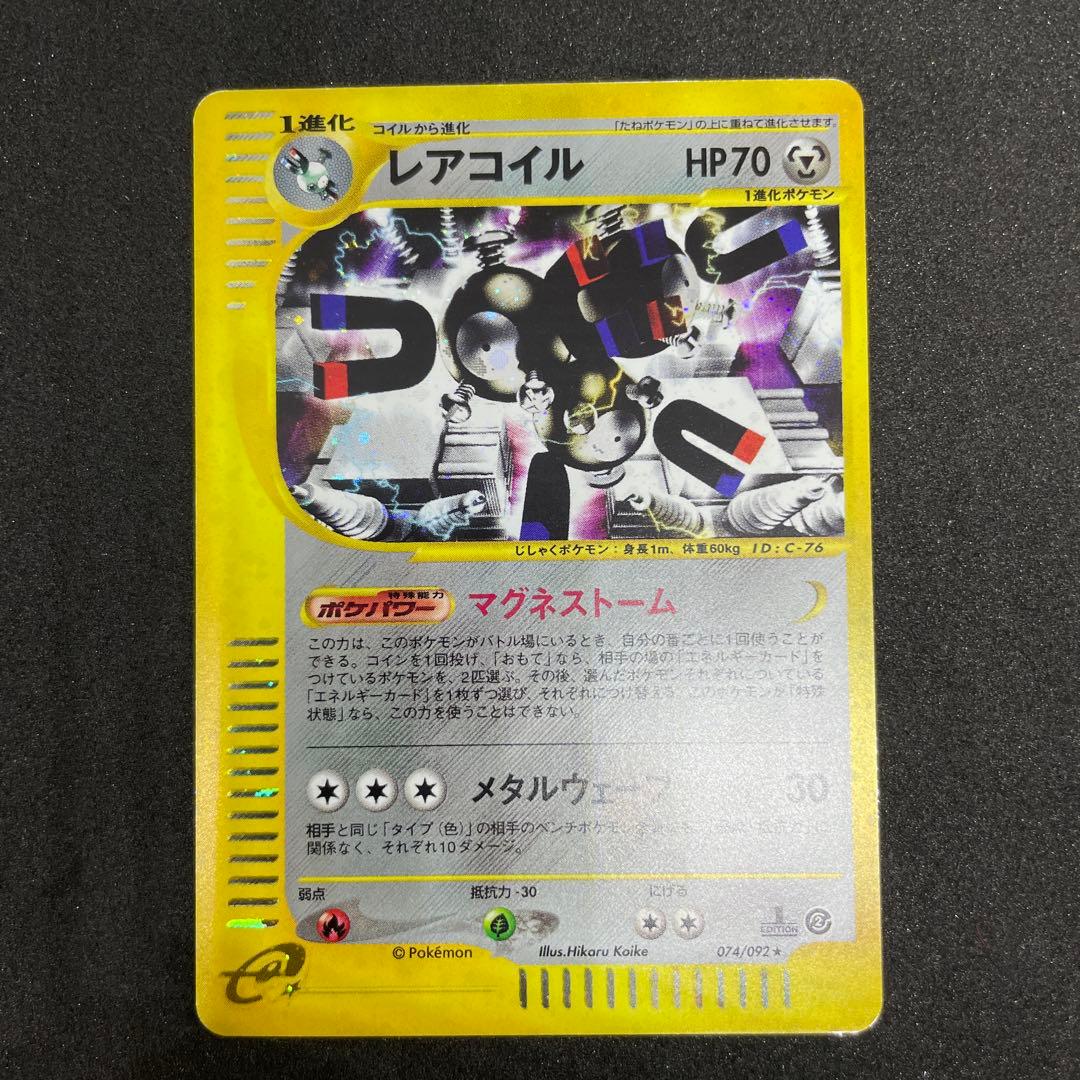 1進化
コイルから進化
「たねポケモン」の上に重ねて進化させます。
レアコイル
HP70
1進化ポケモン
じしゃくポケモン：身長1m、体重60kg ID:C-76
特殊能力
ポケパワー
マグネストーム
この力は、このポケモンがバトル場にいるとき、自分の番ごとに1回使うことが
できる。コインを1回投げ、「おもて」なら、相手の場の「エネルギーカード」を
つけているポケモンを、2匹選ぶ。その後、選んだポケモンそれぞれについている
「エネルギーカード」を1枚ずつ選び、それぞれにつけ替える。このポケモンが「特殊
状態」なら、この力を使うことはできない。
メタルウェーブ
30
相手と同じ「タイプ（色）」の相手のベンチポケモン
関係なく、それぞれ10ダメージ。
弱点
抵抗力 -30
にげる
1
EDITION
2
© Pokémon
Illus.Hikaru Koike
074/092★
e